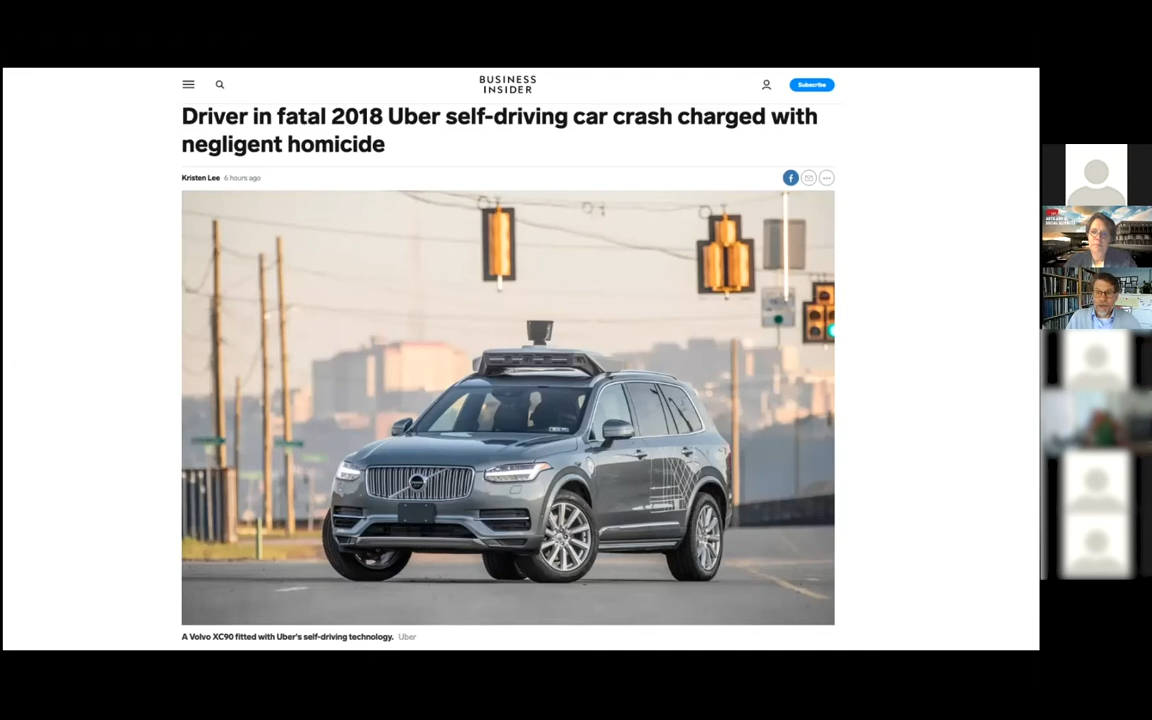 BUSINESS
INSIDER
Subscribe
Driver in fatal 2018 Uber self-driving car crash charged with
negligent homicide
Kristen Lee 6 hours ago
A Volvo XC90 fitted with Uber's self-driving technology. Uber